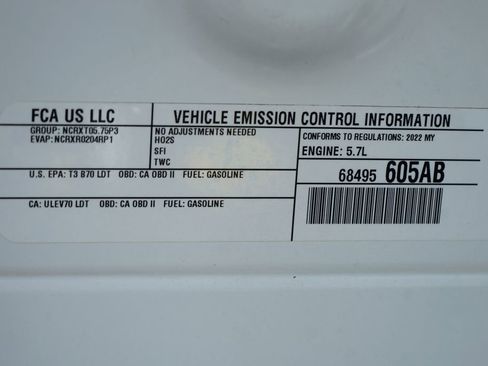 FCA US LLC
GROUP: NCRXT05.75P3
EVAP: NCRXR0204RP1
VEHICLE EMISSION CONTROL INFORMATION
NO ADJUSTMENTS NEEDED
HO2S
SFI
TWC
CONFORMS TO REGULATIONS: 2022 MY
ENGINE: 5.7L
U.S. EPA: T3 B70 LDT OBD: CA OBD II FUEL: GASOLINE
68495 605AB
CA: ULEV70 LDT OBD: CA OBD II FUEL: GASOLINE